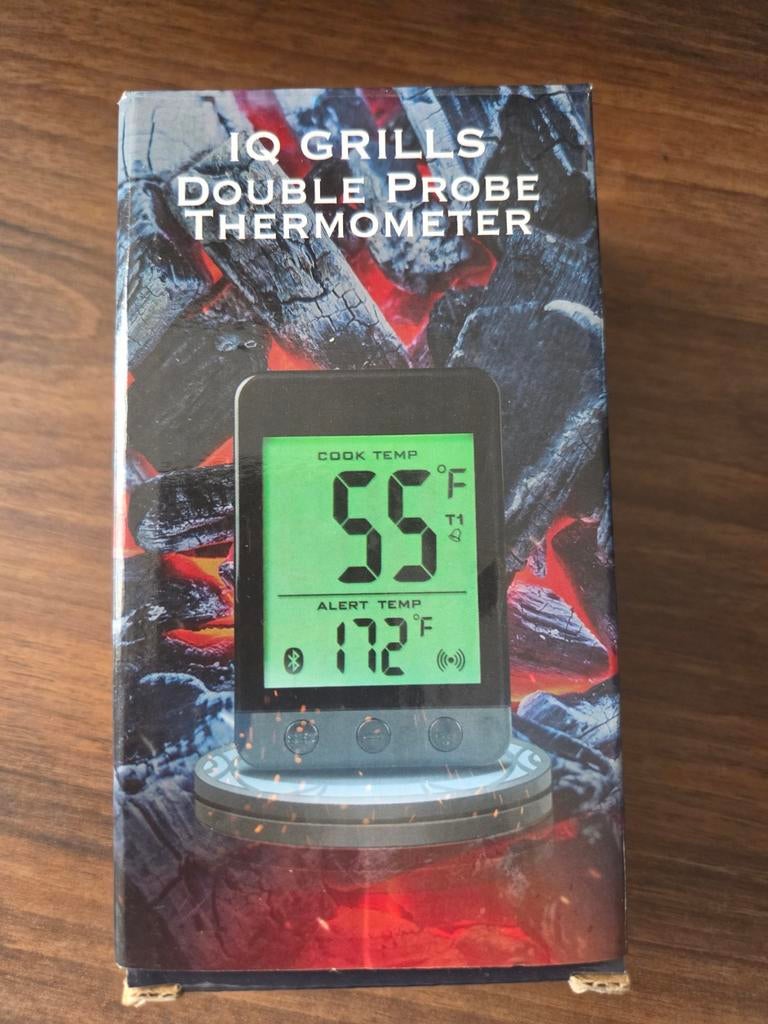 IQ GRILLS
DOUBLE PROBE
THERMOMETER
COOK TEMP
55 °F
T1
ALERT TEMP
172 °F